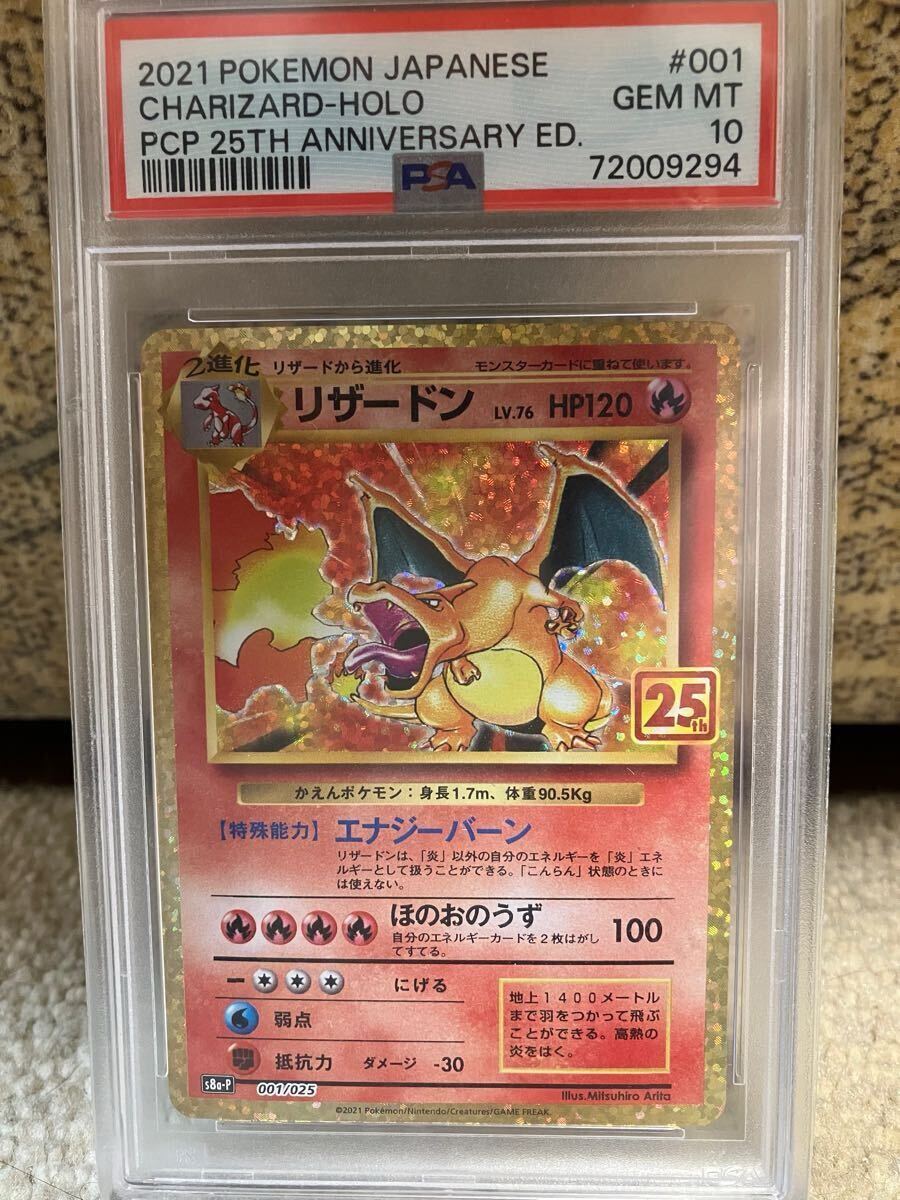 2021 POKEMON JAPANESE #001
CHARIZARD-HOLO GEM MT
PCP 25TH ANNIVERSARY ED. 10
PSA 72009294
2進化 リザードから進化 モンスターカードに重ねて使います。
リザードン LV.76 HP120
25th
かえんポケモン：身長1.7m、体重90.5Kg
【特殊能力】エナジーバーン
リザードンは、「炎」以外の自分のエネルギーを「炎」エネ
ルギーとして扱うことができる。「こんらん」状態のときに
は使えない。
ほのおのうず 100
自分のエネルギーカードを２枚はがし
てすてる。
にげる
弱点
抵抗力 ダメージ -30
地上１４００メートル
まで羽をつかって飛ぶ
ことができる。高熱の
炎をはく。
s8a-P 001/025
Illus.Mitsuhiro Arita
©2021 Pokémon/Nintendo/Creatures/GAME FREAK.